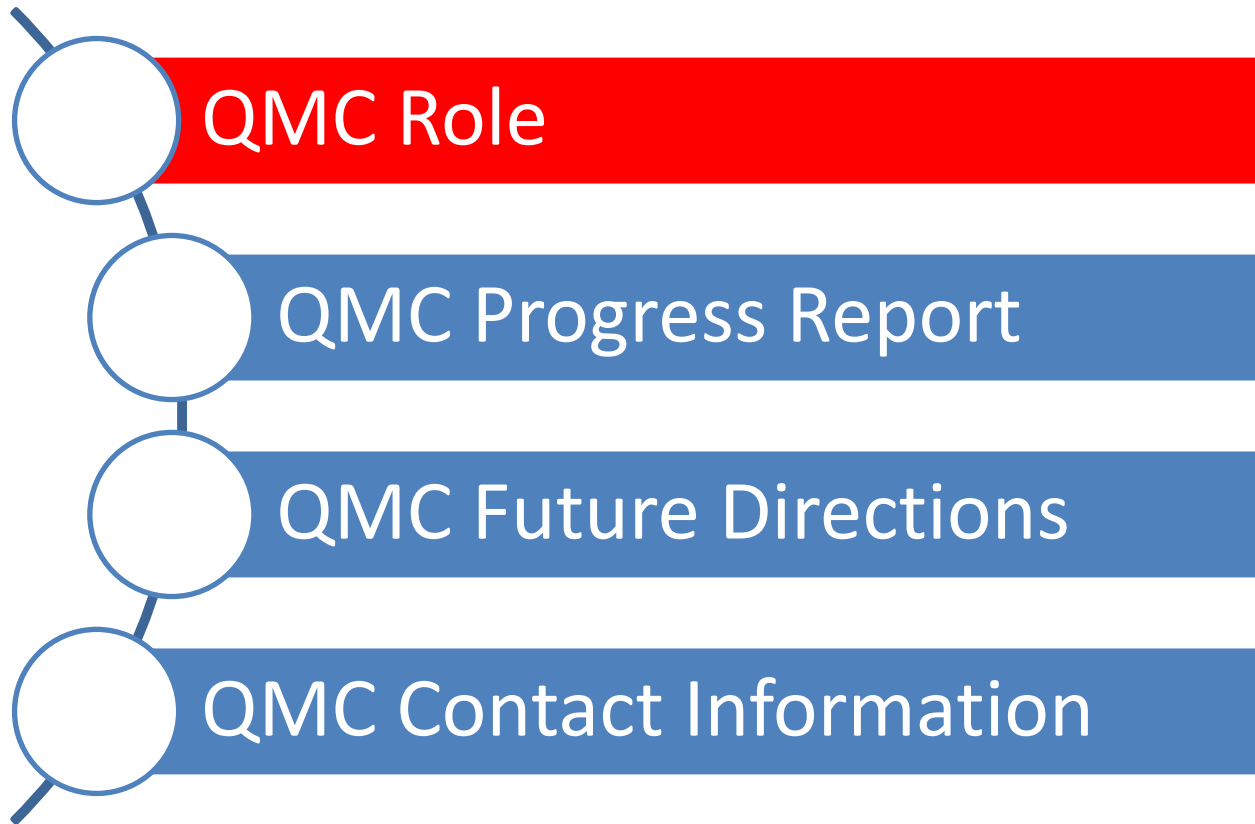 QMC Role
QMC Progress Report
QMC Future Directions
QMC Contact Information